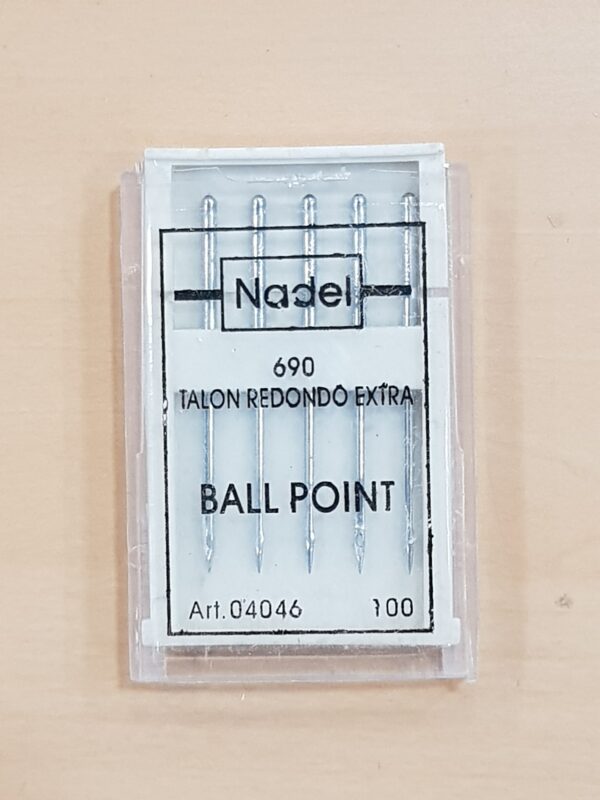 Nadel
690
TALON REDONDO EXTRA
BALL POINT
Art.04046 100